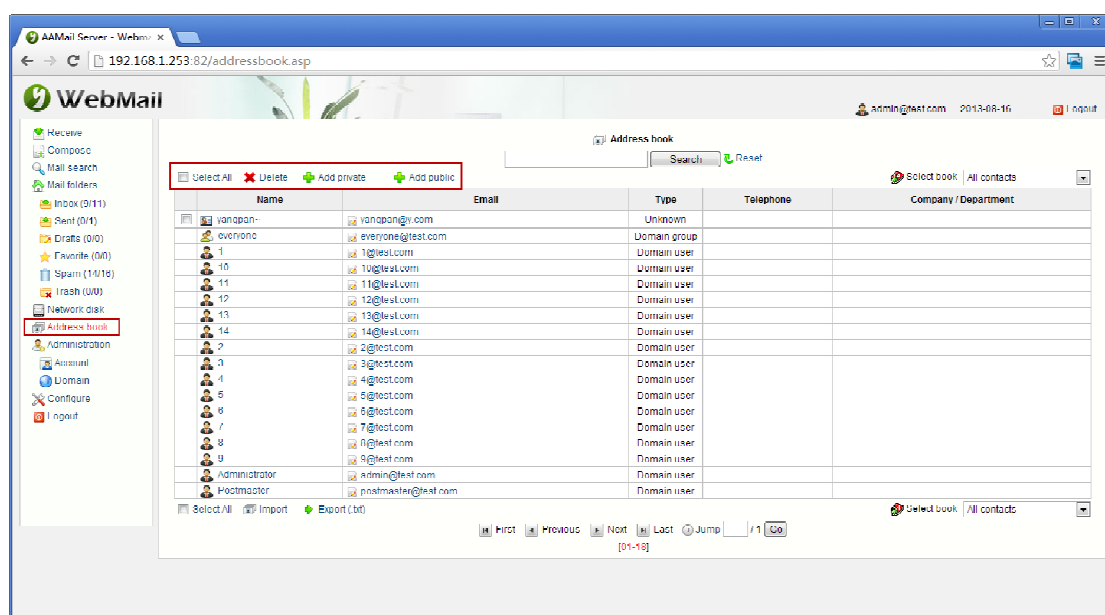 AAMail Server - Webma
192.168.1.253:82/addressbook.asp
WebMail
admin@test.com 2013-08-16 Logout
Receive
Compose
Mail search
Mail folders
Inbox (9/11)
Sent (0/1)
Drafts (0/0)
Favorite (0/0)
Spam (14/16)
Trash (0/0)
Network disk
Address book
Administration
Account
Domain
Configure
Logout
Address book
Search Reset
Select All Delete Add private Add public Select book All contacts
Name Email Type Telephone Company / Department
yangpan-- yangpan@y.com Unknown
everyone everyone@test.com Domain group
1 1@test.com Domain user
10 10@test.com Domain user
11 11@test.com Domain user
12 12@test.com Domain user
13 13@test.com Domain user
14 14@test.com Domain user
2 2@test.com Domain user
3 3@test.com Domain user
4 4@test.com Domain user
5 5@test.com Domain user
6 6@test.com Domain user
7 7@test.com Domain user
8 8@test.com Domain user
9 9@test.com Domain user
Administrator admin@test.com Domain user
Postmaster postmaster@test.com Domain user
Select All Import Export (.txt) Select book All contacts
First Previous Next Last Jump / 1 Go
[01-18]